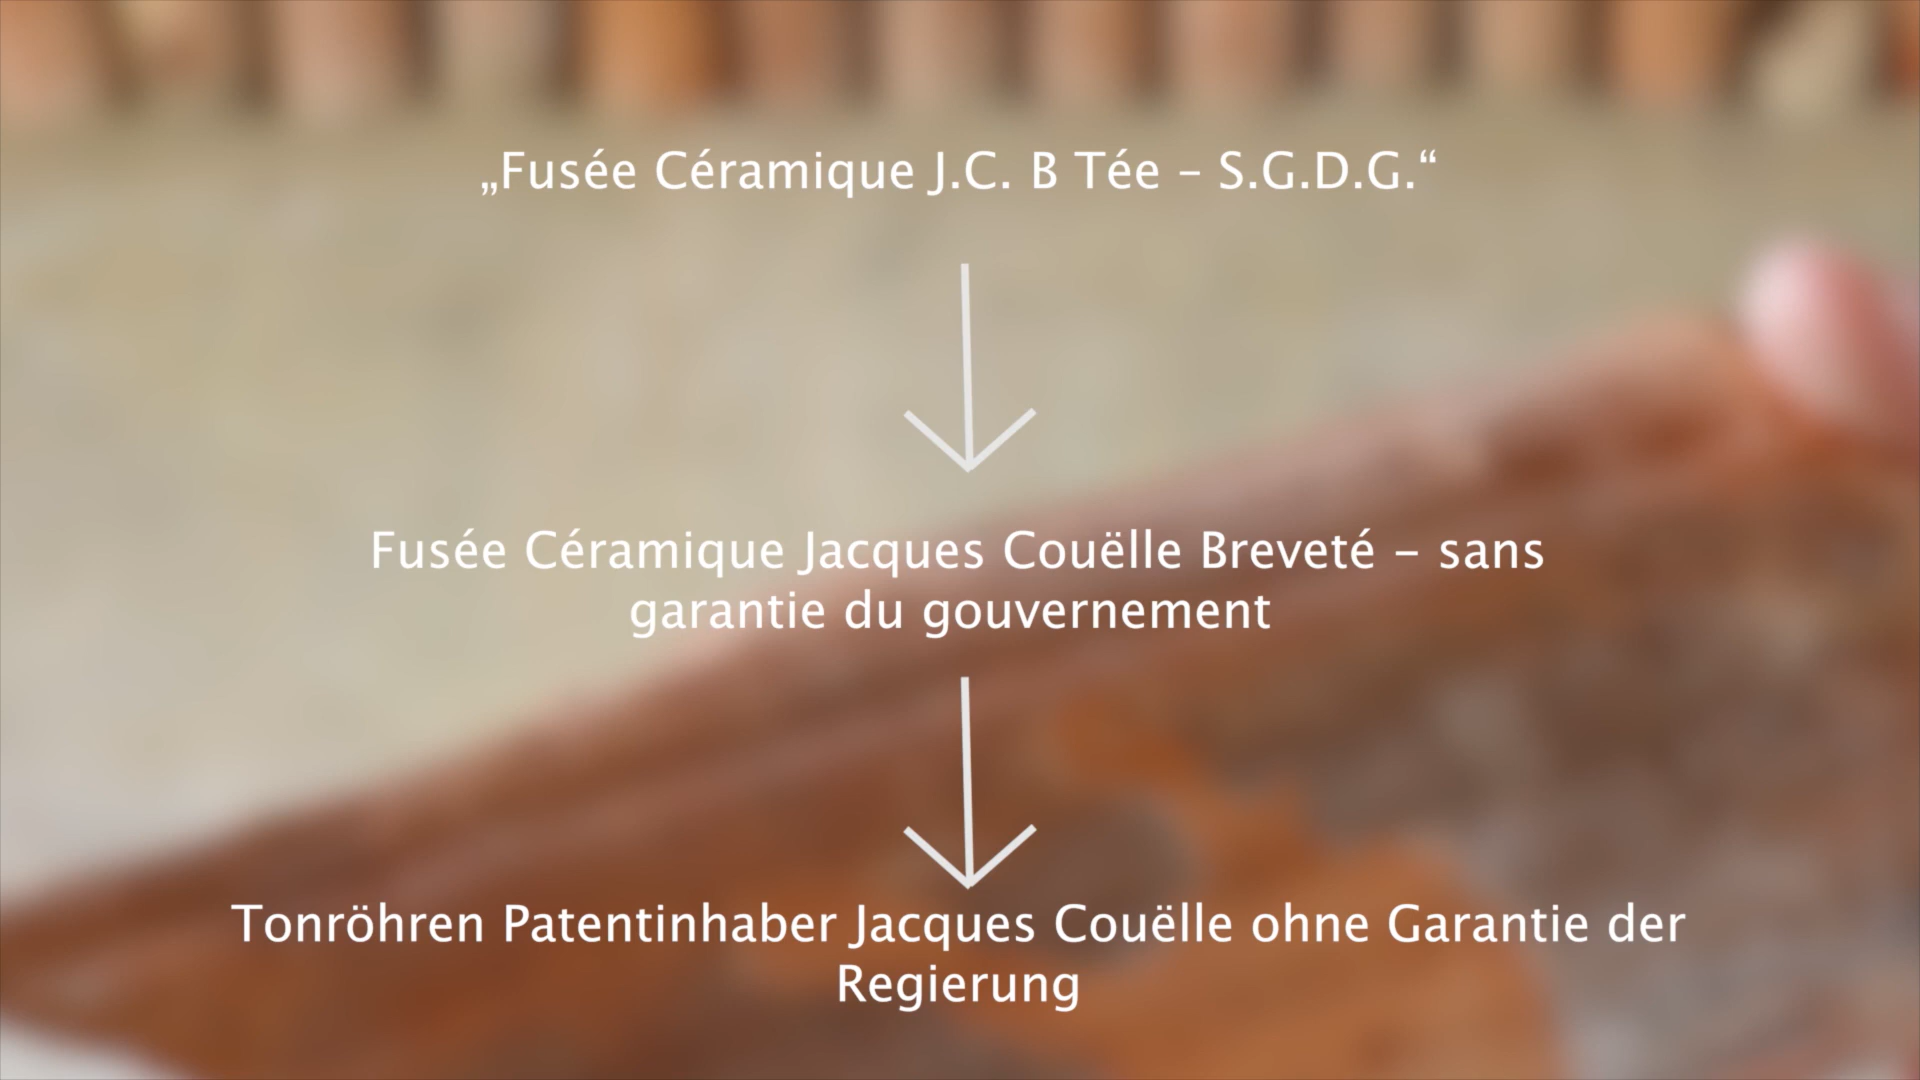 „Fusée Céramique J.C. B Tée – S.G.D.G.“
Fusée Céramique Jacques Couëlle Breveté – sans
garantie du gouvernement
Tonröhren Patentinhaber Jacques Couëlle ohne Garantie der
Regierung